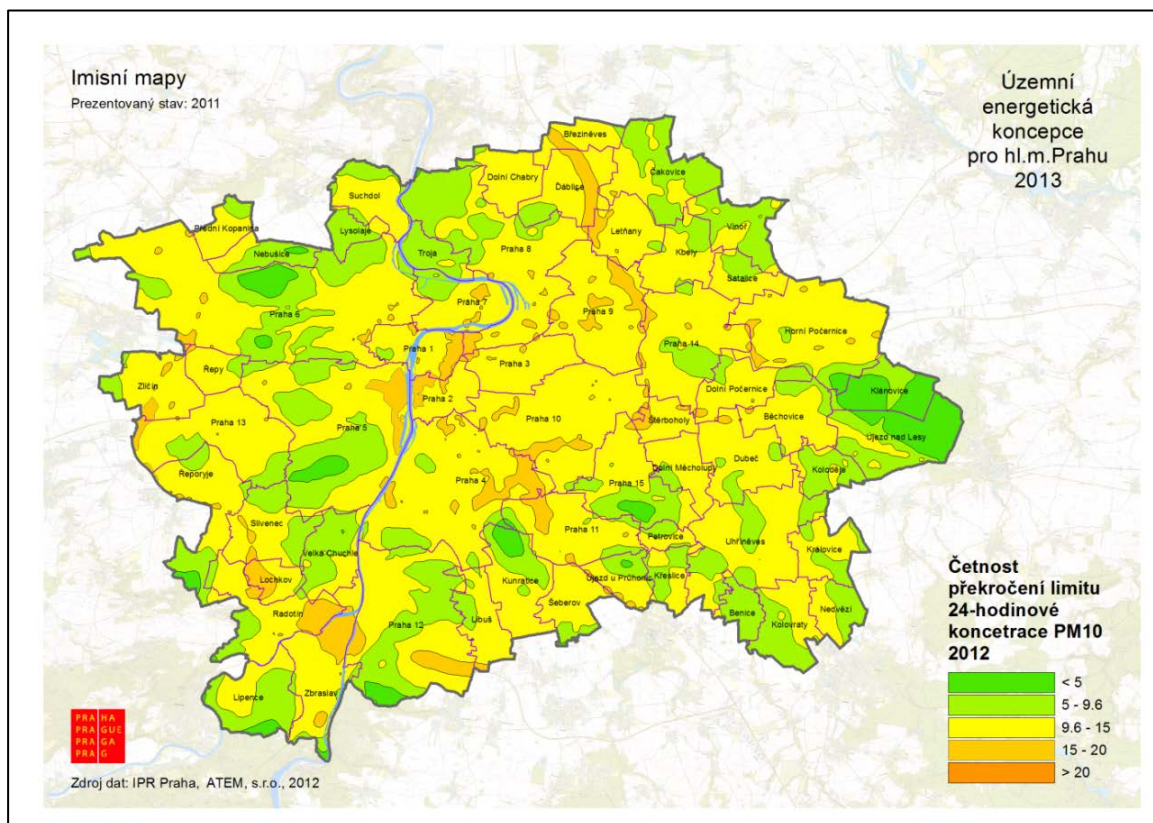 Imisní mapy
Prezentovaný stav: 2011
Územní
energetická
koncepce
pro hl.m.Prahu
2013
Březiněves
Čakovice
Dolní Chabry
Ďáblice
Suchdol
Lysolaje
Troja
Praha 8
Letňany
Vinoř
Kbely
Satalice
Přední Kopanina
Nebušice
Praha 6
Praha 7
Praha 9
Horní Počernice
Praha 1
Praha 14
Praha 3
Řepy
Zličín
Praha 2
Dolní Počernice
Klánovice
Praha 13
Praha 5
Praha 10
Štěrboholy
Běchovice
Újezd nad Lesy
Řeporyje
Praha 4
Dolní Měcholupy
Dubeč
Koloděje
Praha 15
Slivenec
Praha 11
Petrovice
Uhříněves
Velká Chuchle
Královice
Lochkov
Kunratice
Újezd u Průhonic
Křeslice
Šeberov
Radotín
Praha 12
Libuš
Benice
Kolovraty
Nedvězí
Lipence
Zbraslav
Četnost
překročení limitu
24-hodinové
koncetrace PM10
2012
< 5
5 - 9.6
9.6 - 15
15 - 20
> 20
PRA HA
PRA GUE
PRA GA
PRA G
Zdroj dat: IPR Praha, ATEM, s.r.o., 2012